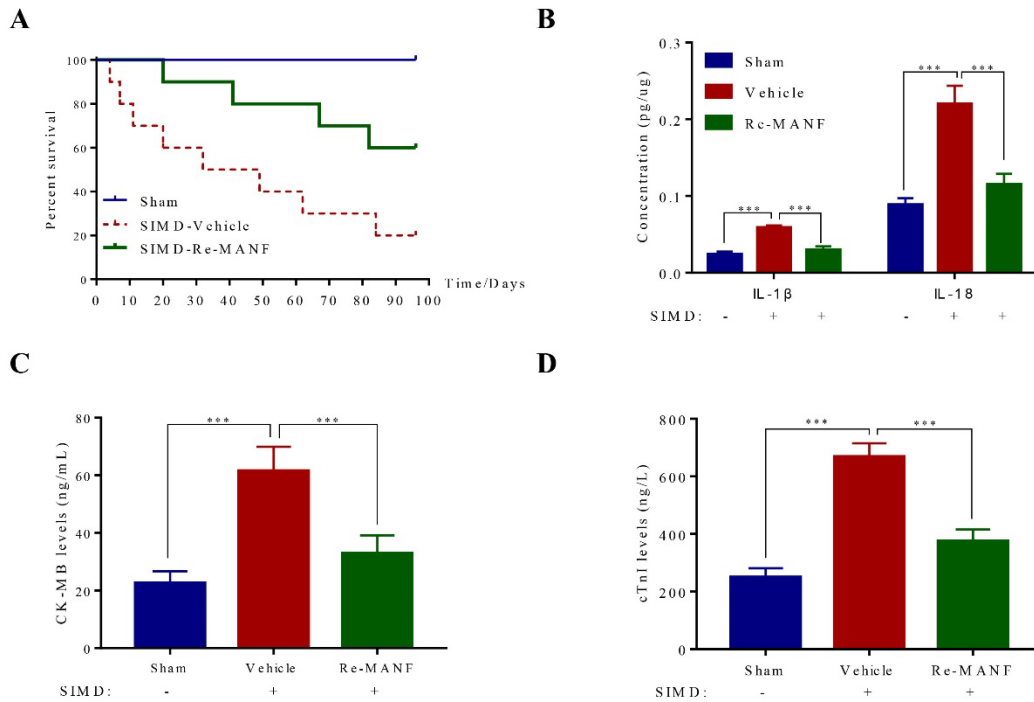 A
Percent survival
100
80
60
40
20
0
Sham
SIMD-Vehicle
SIMD-Re-MANF
0 10 20 30 40 50 60 70 80 90 100
Time/Days
B
Concentration (pg/ug)
0.3
0.2
0.1
0.0
Sham
Vehicle
Re-MANF
*** *** *** ***
IL-1β IL-18
SIMD: - + + - + +
C
CK-MB levels (ng/mL)
80
60
40
20
0
*** ***
Sham Vehicle Re-MANF
SIMD: - + +
D
cTnI levels (ng/L)
800
600
400
200
0
*** ***
Sham Vehicle Re-MANF
SIMD: - + +